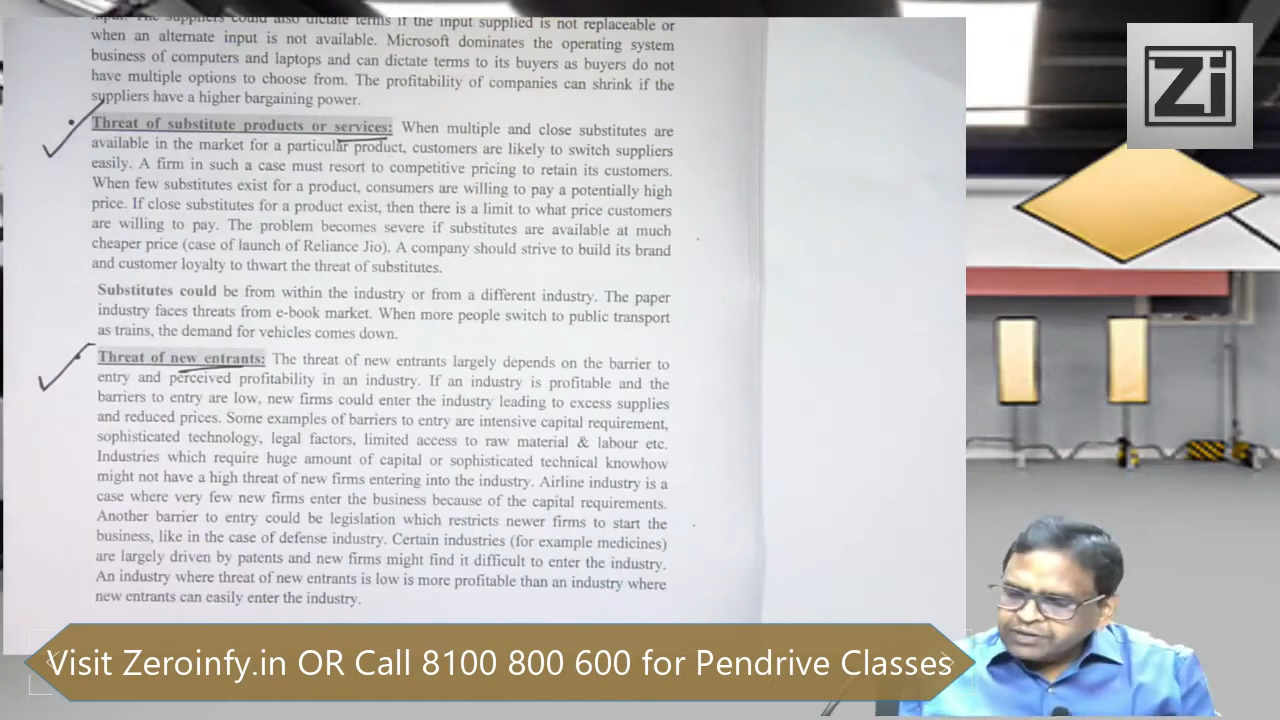 input. The suppliers could also dictate terms if the input supplied is not replaceable or
when an alternate input is not available. Microsoft dominates the operating system
business of computers and laptops and can dictate terms to its buyers as buyers do not
have multiple options to choose from. The profitability of companies can shrink if the
suppliers have a higher bargaining power.
• Threat of substitute products or services: When multiple and close substitutes are
available in the market for a particular product, customers are likely to switch suppliers
easily. A firm in such a case must resort to competitive pricing to retain its customers.
When few substitutes exist for a product, consumers are willing to pay a potentially high
price. If close substitutes for a product exist, then there is a limit to what price customers
are willing to pay. The problem becomes severe if substitutes are available at much
cheaper price (case of launch of Reliance Jio). A company should strive to build its brand
and customer loyalty to thwart the threat of substitutes.
Substitutes could be from within the industry or from a different industry. The paper
industry faces threats from e-book market. When more people switch to public transport
as trains, the demand for vehicles comes down.
• Threat of new entrants: The threat of new entrants largely depends on the barrier to
entry and perceived profitability in an industry. If an industry is profitable and the
barriers to entry are low, new firms could enter the industry leading to excess supplies
and reduced prices. Some examples of barriers to entry are intensive capital requirement,
sophisticated technology, legal factors, limited access to raw material & labour etc.
Industries which require huge amount of capital or sophisticated technical knowhow
might not have a high threat of new firms entering into the industry. Airline industry is a
case where very few new firms enter the business because of the capital requirements.
Another barrier to entry could be legislation which restricts newer firms to start the
business, like in the case of defense industry. Certain industries (for example medicines)
are largely driven by patents and new firms might find it difficult to enter the industry.
An industry where threat of new entrants is low is more profitable than an industry where
new entrants can easily enter the industry.
Zi
Visit Zeroinfy.in OR Call 8100 800 600 for Pendrive Classes